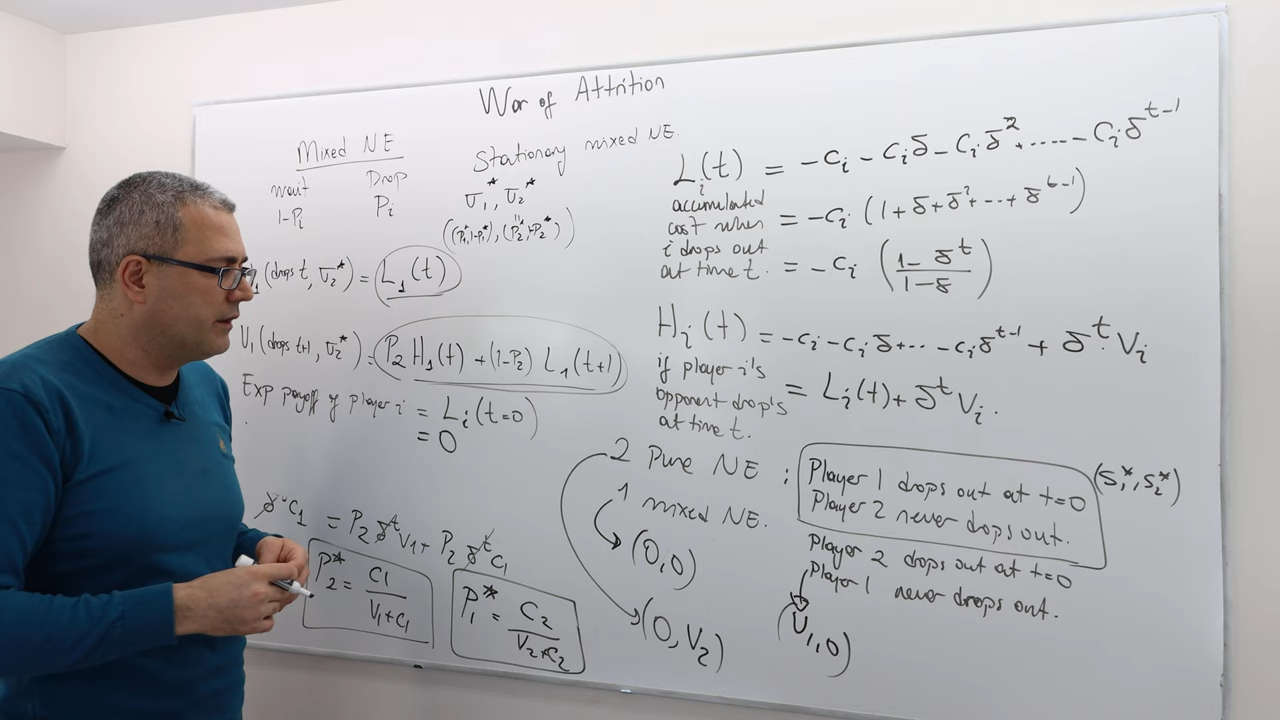 War of Attrition
Mixed NE
wait Drop
1-Pi Pi
Stationary mixed NE.
σ1*, σ2*
((P1*,1-P1*),(P2*,1-P2*))
(drops t, σ2*) = L1(t)
U1(drops t+1, σ2*) = P2 H1(t) + (1-P2) L1(t+1)
Exp payoff of player i = Li(t=0)
= 0
C1 = P2 δ^t V1 + P2 δ^t C1
P2* = C1/(V1+C1)
P1* = C2/(V2+C2)
Li(t) = -Ci - Ciδ - Ciδ^2 ..... - Ciδ^t-1
accumulated
cost when
i drops out
at time t.
= -Ci (1+δ+δ^2+...+δ^t-1)
= -Ci ((1-δ^t)/(1-δ))
Hi(t) = -Ci - Ciδ+... - Ciδ^t-1 + δ^t Vi
if player i's
opponent drop's
at time t.
= Li(t) + δ^t Vi.
2 Pure NE :
Player 1 drops out at t=0
Player 2 never drops out.
(S1*, S2*)
1 mixed NE.
Player 2 drops out at t=0
Player 1 never drops out.
(0,0)
(0,V2)
(V1,0)